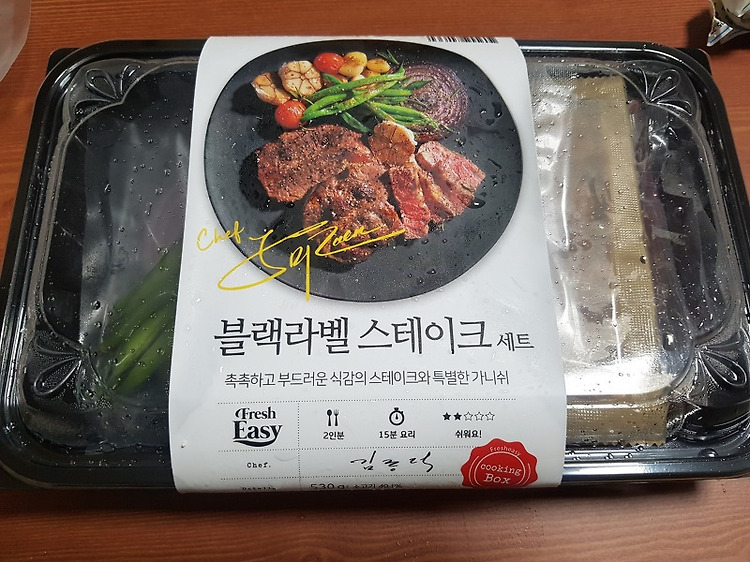 Chef.
블랙라벨 스테이크 세트
촉촉하고 부드러운 식감의 스테이크와 특별한 가니쉬
Fresh
Easy
2인분
15분 요리
쉬워요!
Chef.
Fresheasy
cooking
Box
530g